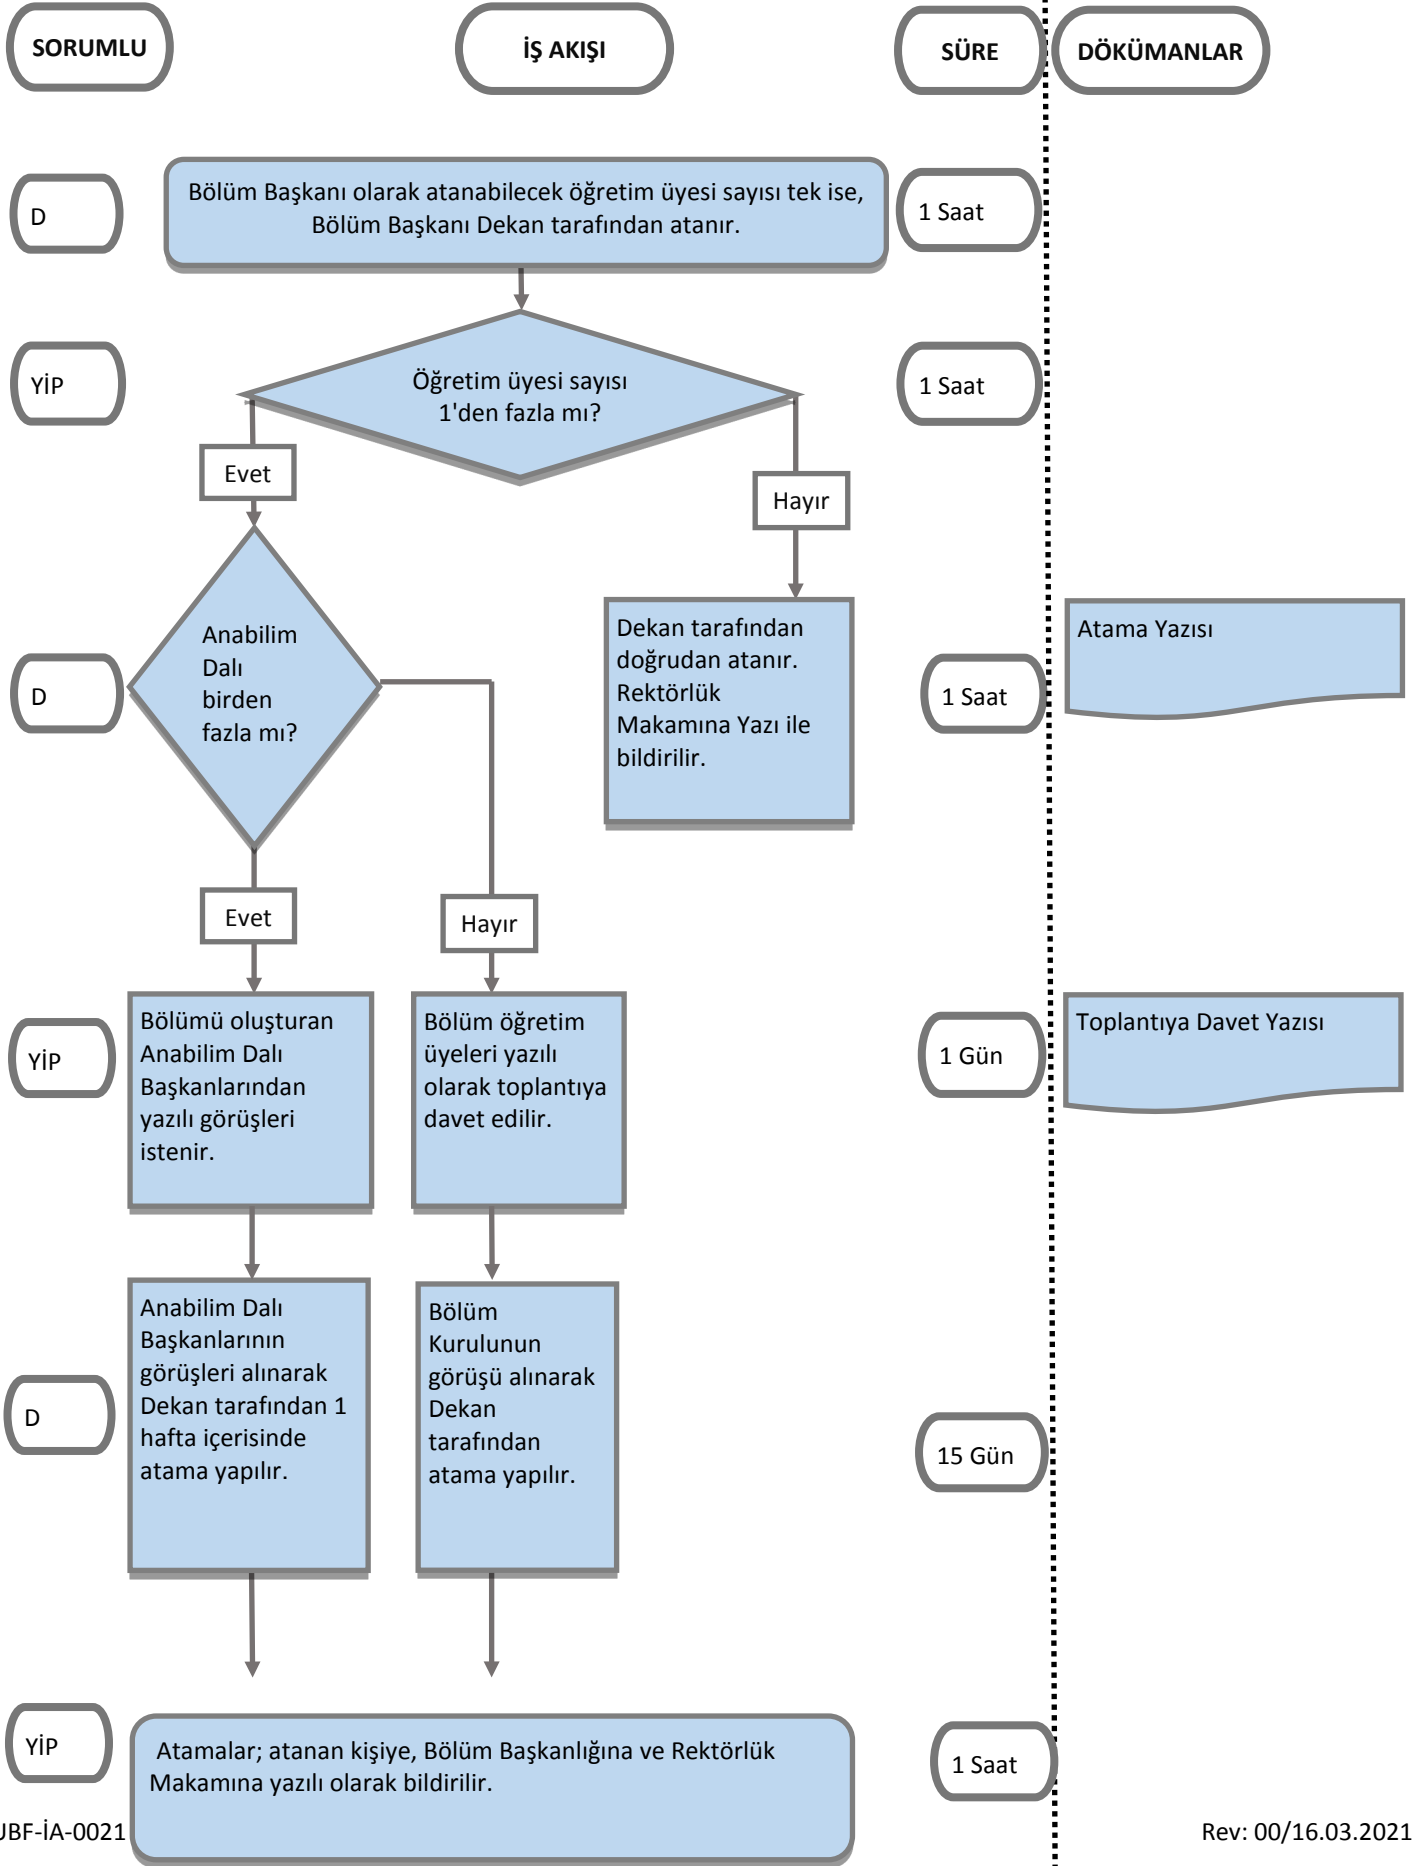 SORUMLU
İŞ AKIŞI
SÜRE
DÖKÜMANLAR
D
Bölüm Başkanı olarak atanabilecek öğretim üyesi sayısı tek ise,
Bölüm Başkanı Dekan tarafından atanır.
1 Saat
YİP
Öğretim üyesi sayısı
1'den fazla mı?
1 Saat
Evet
Hayır
D
Anabilim
Dalı
birden
fazla mı?
Dekan tarafından
doğrudan atanır.
Rektörlük
Makamına Yazı ile
bildirilir.
1 Saat
Atama Yazısı
Evet
Hayır
YİP
Bölümü oluşturan
Anabilim Dalı
Başkanlarından
yazılı görüşleri
istenir.
Bölüm öğretim
üyeleri yazılı
olarak toplantıya
davet edilir.
1 Gün
Toplantıya Davet Yazısı
D
Anabilim Dalı
Başkanlarının
görüşleri alınarak
Dekan tarafından 1
hafta içerisinde
atama yapılır.
Bölüm
Kurulunun
görüşü alınarak
Dekan
tarafından
atama yapılır.
15 Gün
YİP
Atamalar; atanan kişiye, Bölüm Başkanlığına ve Rektörlük
Makamına yazılı olarak bildirilir.
1 Saat
UBF-İA-0021
Rev: 00/16.03.2021